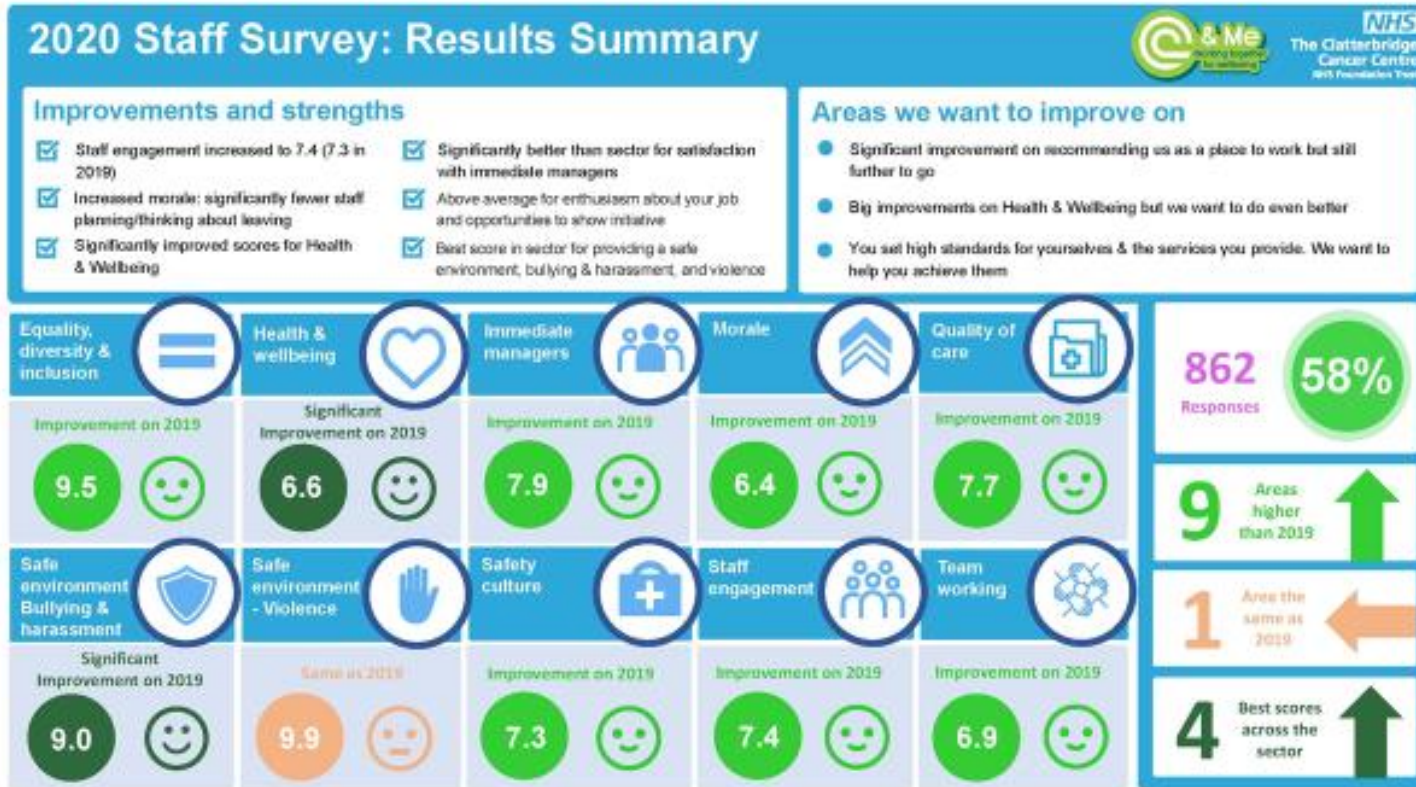 2020 Staff Survey: Results Summary
& Me
Working together
for wellbeing
NHS
The Clatterbridge
Cancer Centre
NHS Foundation Trust
Improvements and strengths
Staff engagement increased to 7.4 (7.3 in
2019)
Increased morale: significantly fewer staff
planning/thinking about leaving
Significantly improved scores for Health
& Wellbeing
Significantly better than sector for satisfaction
with immediate managers
Above average for enthusiasm about your job
and opportunities to show initiative
Best score in sector for providing a safe
environment, bullying & harassment, and violence
Areas we want to improve on
Significant improvement on recommending us as a place to work but still
further to go
Big improvements on Health & Wellbeing but we want to do even better
You set high standards for yourselves & the services you provide. We want to
help you achieve them
Equality,
diversity &
inclusion
Improvement on 2019
9.5
Health &
wellbeing
Significant
Improvement on 2019
6.6
Immediate
managers
Improvement on 2019
7.9
Morale
Improvement on 2019
6.4
Quality of
care
Improvement on 2019
7.7
Safe
environment
Bullying &
harassment
Significant
Improvement on 2019
9.0
Safe
environment
- Violence
Same as 2019
9.9
Safety
culture
Improvement on 2019
7.3
Staff
engagement
Improvement on 2019
7.4
Team
working
Improvement on 2019
6.9
862
Responses
58%
9
Areas
higher
than 2019
1
Area the
same as
2019
4
Best scores
across the
sector